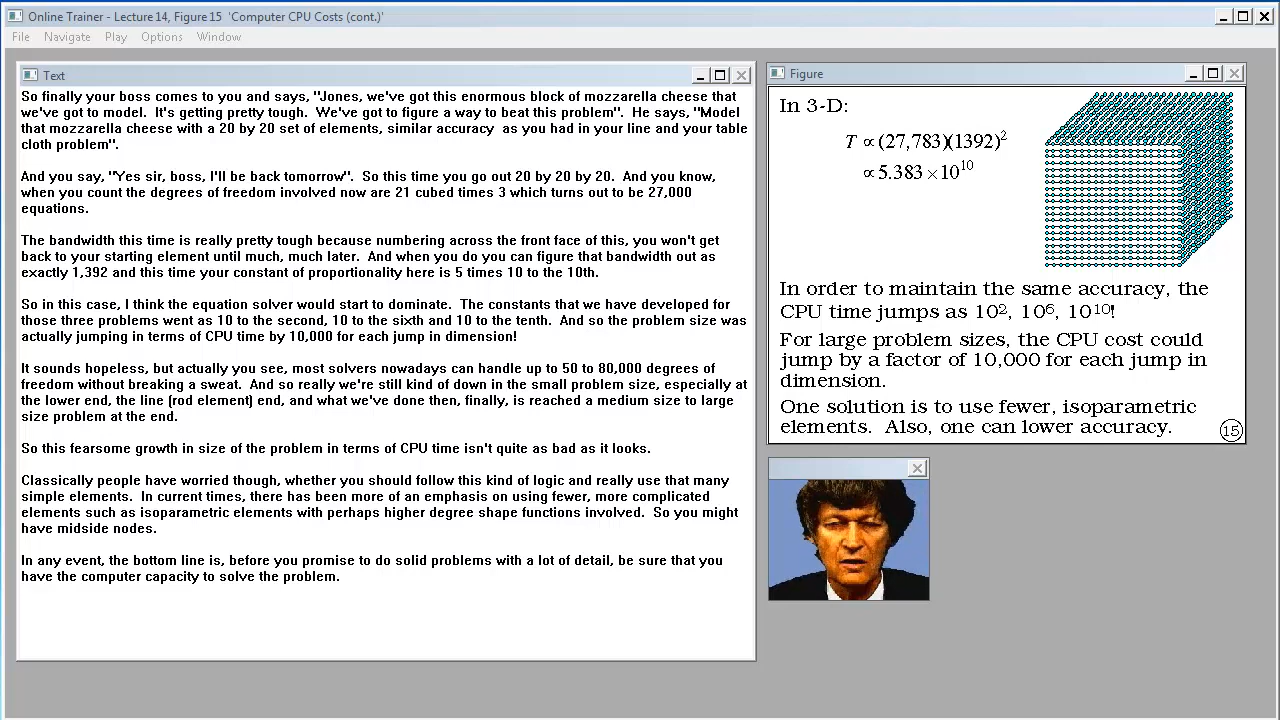 Online Trainer - Lecture 14, Figure 15 'Computer CPU Costs (cont.)'
File Navigate Play Options Window
Text
So finally your boss comes to you and says, "Jones, we've got this enormous block of mozzarella cheese that
we've got to model. It's getting pretty tough. We've got to figure a way to beat this problem". He says, "Model
that mozzarella cheese with a 20 by 20 set of elements, similar accuracy as you had in your line and your table
cloth problem".
And you say, "Yes sir, boss, I'll be back tomorrow". So this time you go out 20 by 20 by 20. And you know,
when you count the degrees of freedom involved now are 21 cubed times 3 which turns out to be 27,000
equations.
The bandwidth this time is really pretty tough because numbering across the front face of this, you won't get
back to your starting element until much, much later. And when you do you can figure that bandwidth out as
exactly 1,392 and this time your constant of proportionality here is 5 times 10 to the 10th.
So in this case, I think the equation solver would start to dominate. The constants that we have developed for
those three problems went as 10 to the second, 10 to the sixth and 10 to the tenth. And so the problem size was
actually jumping in terms of CPU time by 10,000 for each jump in dimension!
It sounds hopeless, but actually you see, most solvers nowadays can handle up to 50 to 80,000 degrees of
freedom without breaking a sweat. And so really we're still kind of down in the small problem size, especially at
the lower end, the line (rod element) end, and what we've done then, finally, is reached a medium size to large
size problem at the end.
So this fearsome growth in size of the problem in terms of CPU time isn't quite as bad as it looks.
Classically people have worried though, whether you should follow this kind of logic and really use that many
simple elements. In current times, there has been more of an emphasis on using fewer, more complicated
elements such as isoparametric elements with perhaps higher degree shape functions involved. So you might
have midside nodes.
In any event, the bottom line is, before you promise to do solid problems with a lot of detail, be sure that you
have the computer capacity to solve the problem.
Figure
In 3-D:
T ∝ (27,783)(1392)²
∝ 5.383 × 10¹⁰
In order to maintain the same accuracy, the
CPU time jumps as 10², 10⁶, 10¹⁰!
For large problem sizes, the CPU cost could
jump by a factor of 10,000 for each jump in
dimension.
One solution is to use fewer, isoparametric
elements. Also, one can lower accuracy.
15